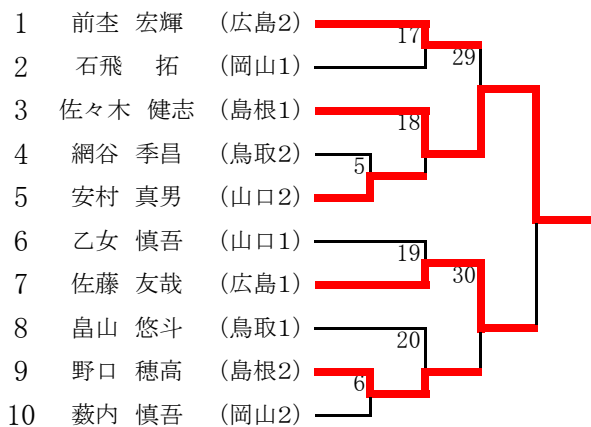 1 前杢 宏輝 (広島2)
17
29
2 石飛 拓 (岡山1)
3 佐々木 健志 (島根1)
18
4 網谷 季昌 (鳥取2)
5
5 安村 真男 (山口2)
6 乙女 慎吾 (山口1)
19
30
7 佐藤 友哉 (広島1)
8 畠山 悠斗 (鳥取1)
20
9 野口 穂高 (島根2)
6
10 薮内 慎吾 (岡山2)